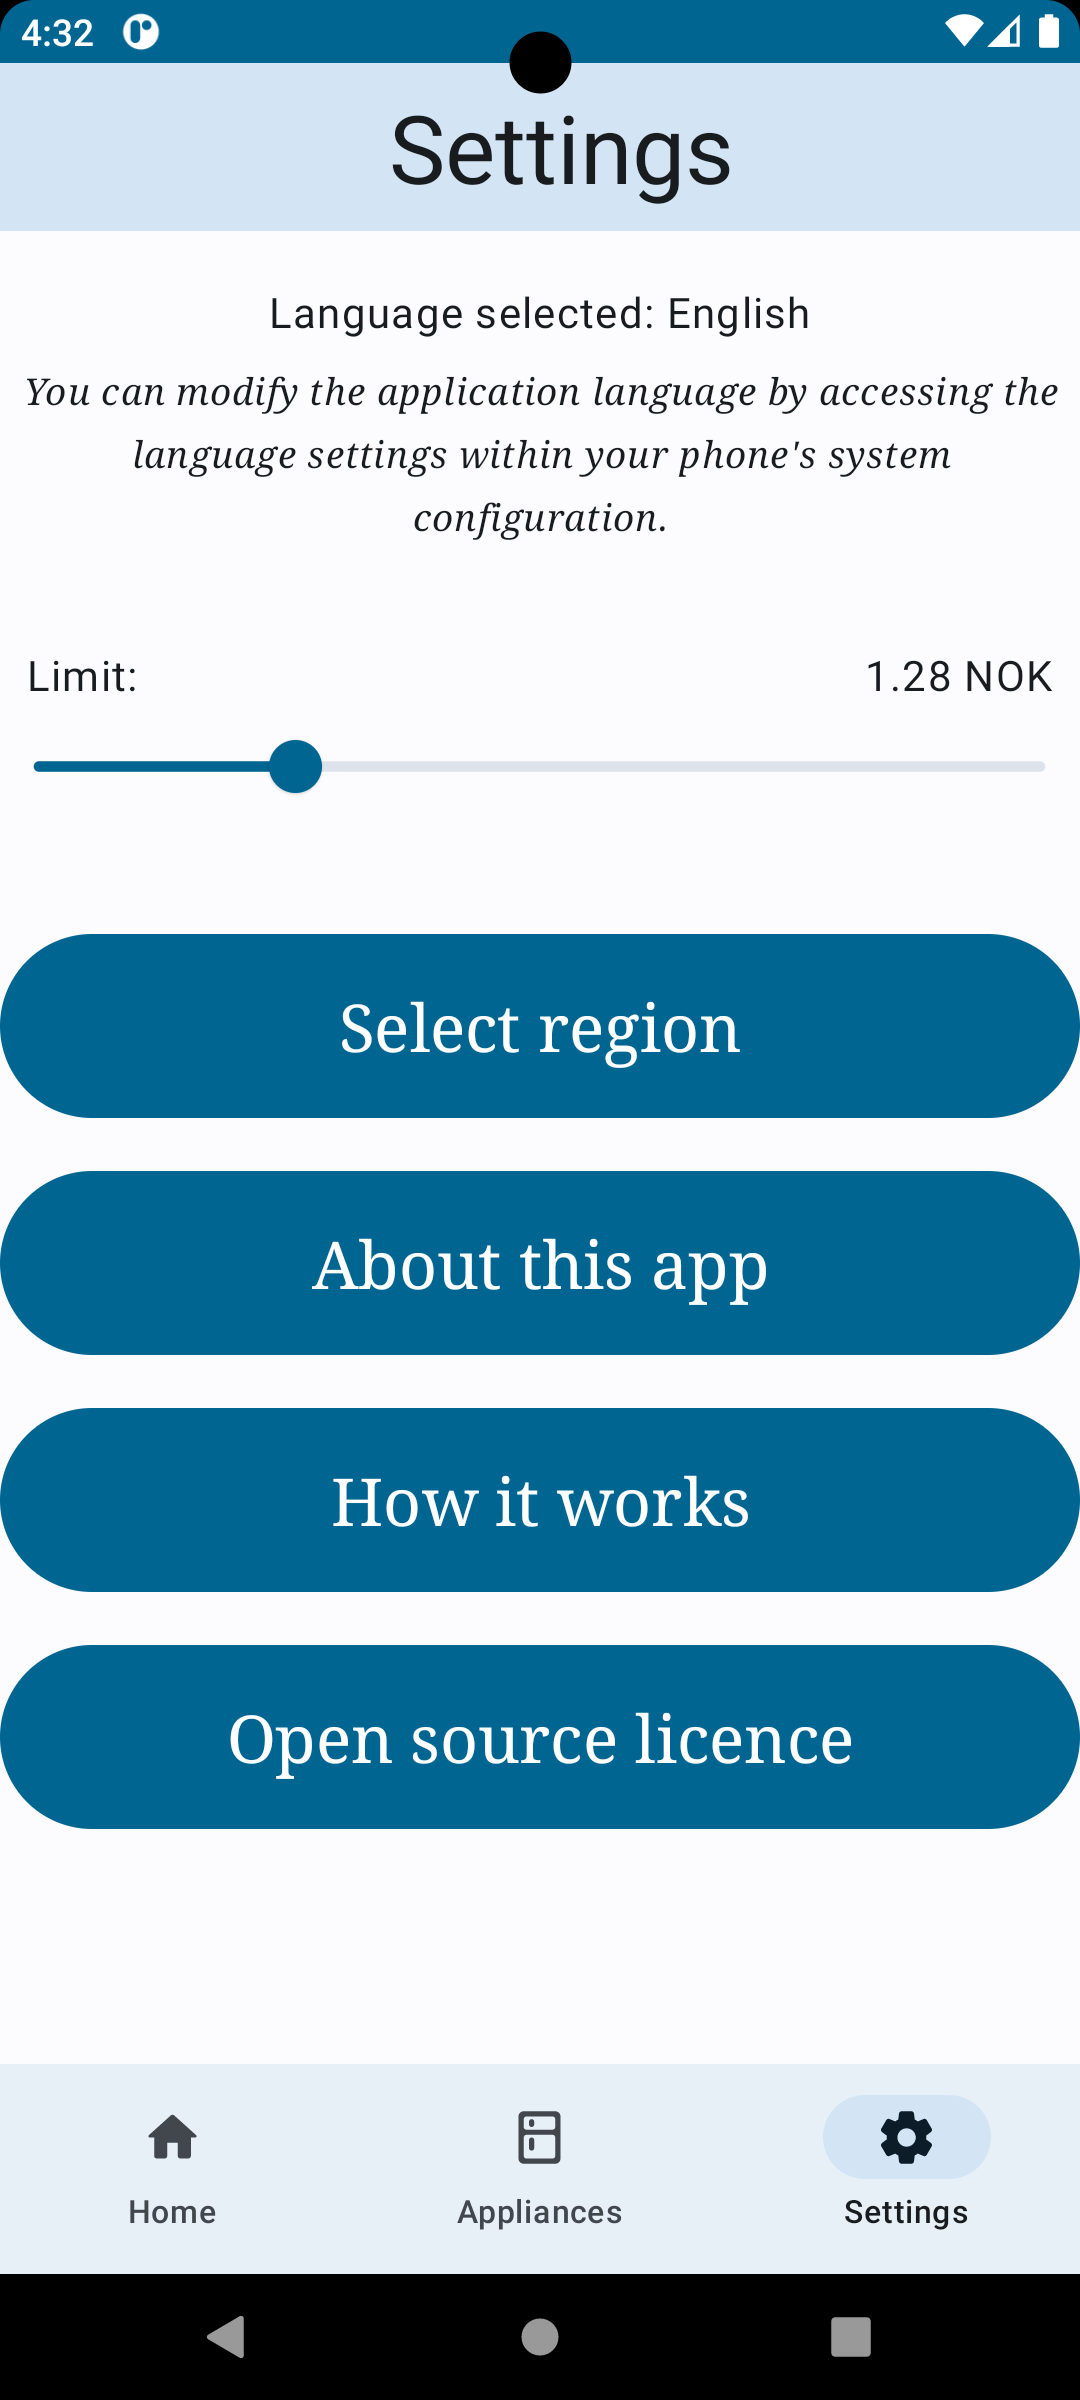 4:32
Settings
Language selected: English
You can modify the application language by accessing the
language settings within your phone's system
configuration.
Limit:
1.28 NOK
Select region
About this app
How it works
Open source licence
Home
Appliances
Settings